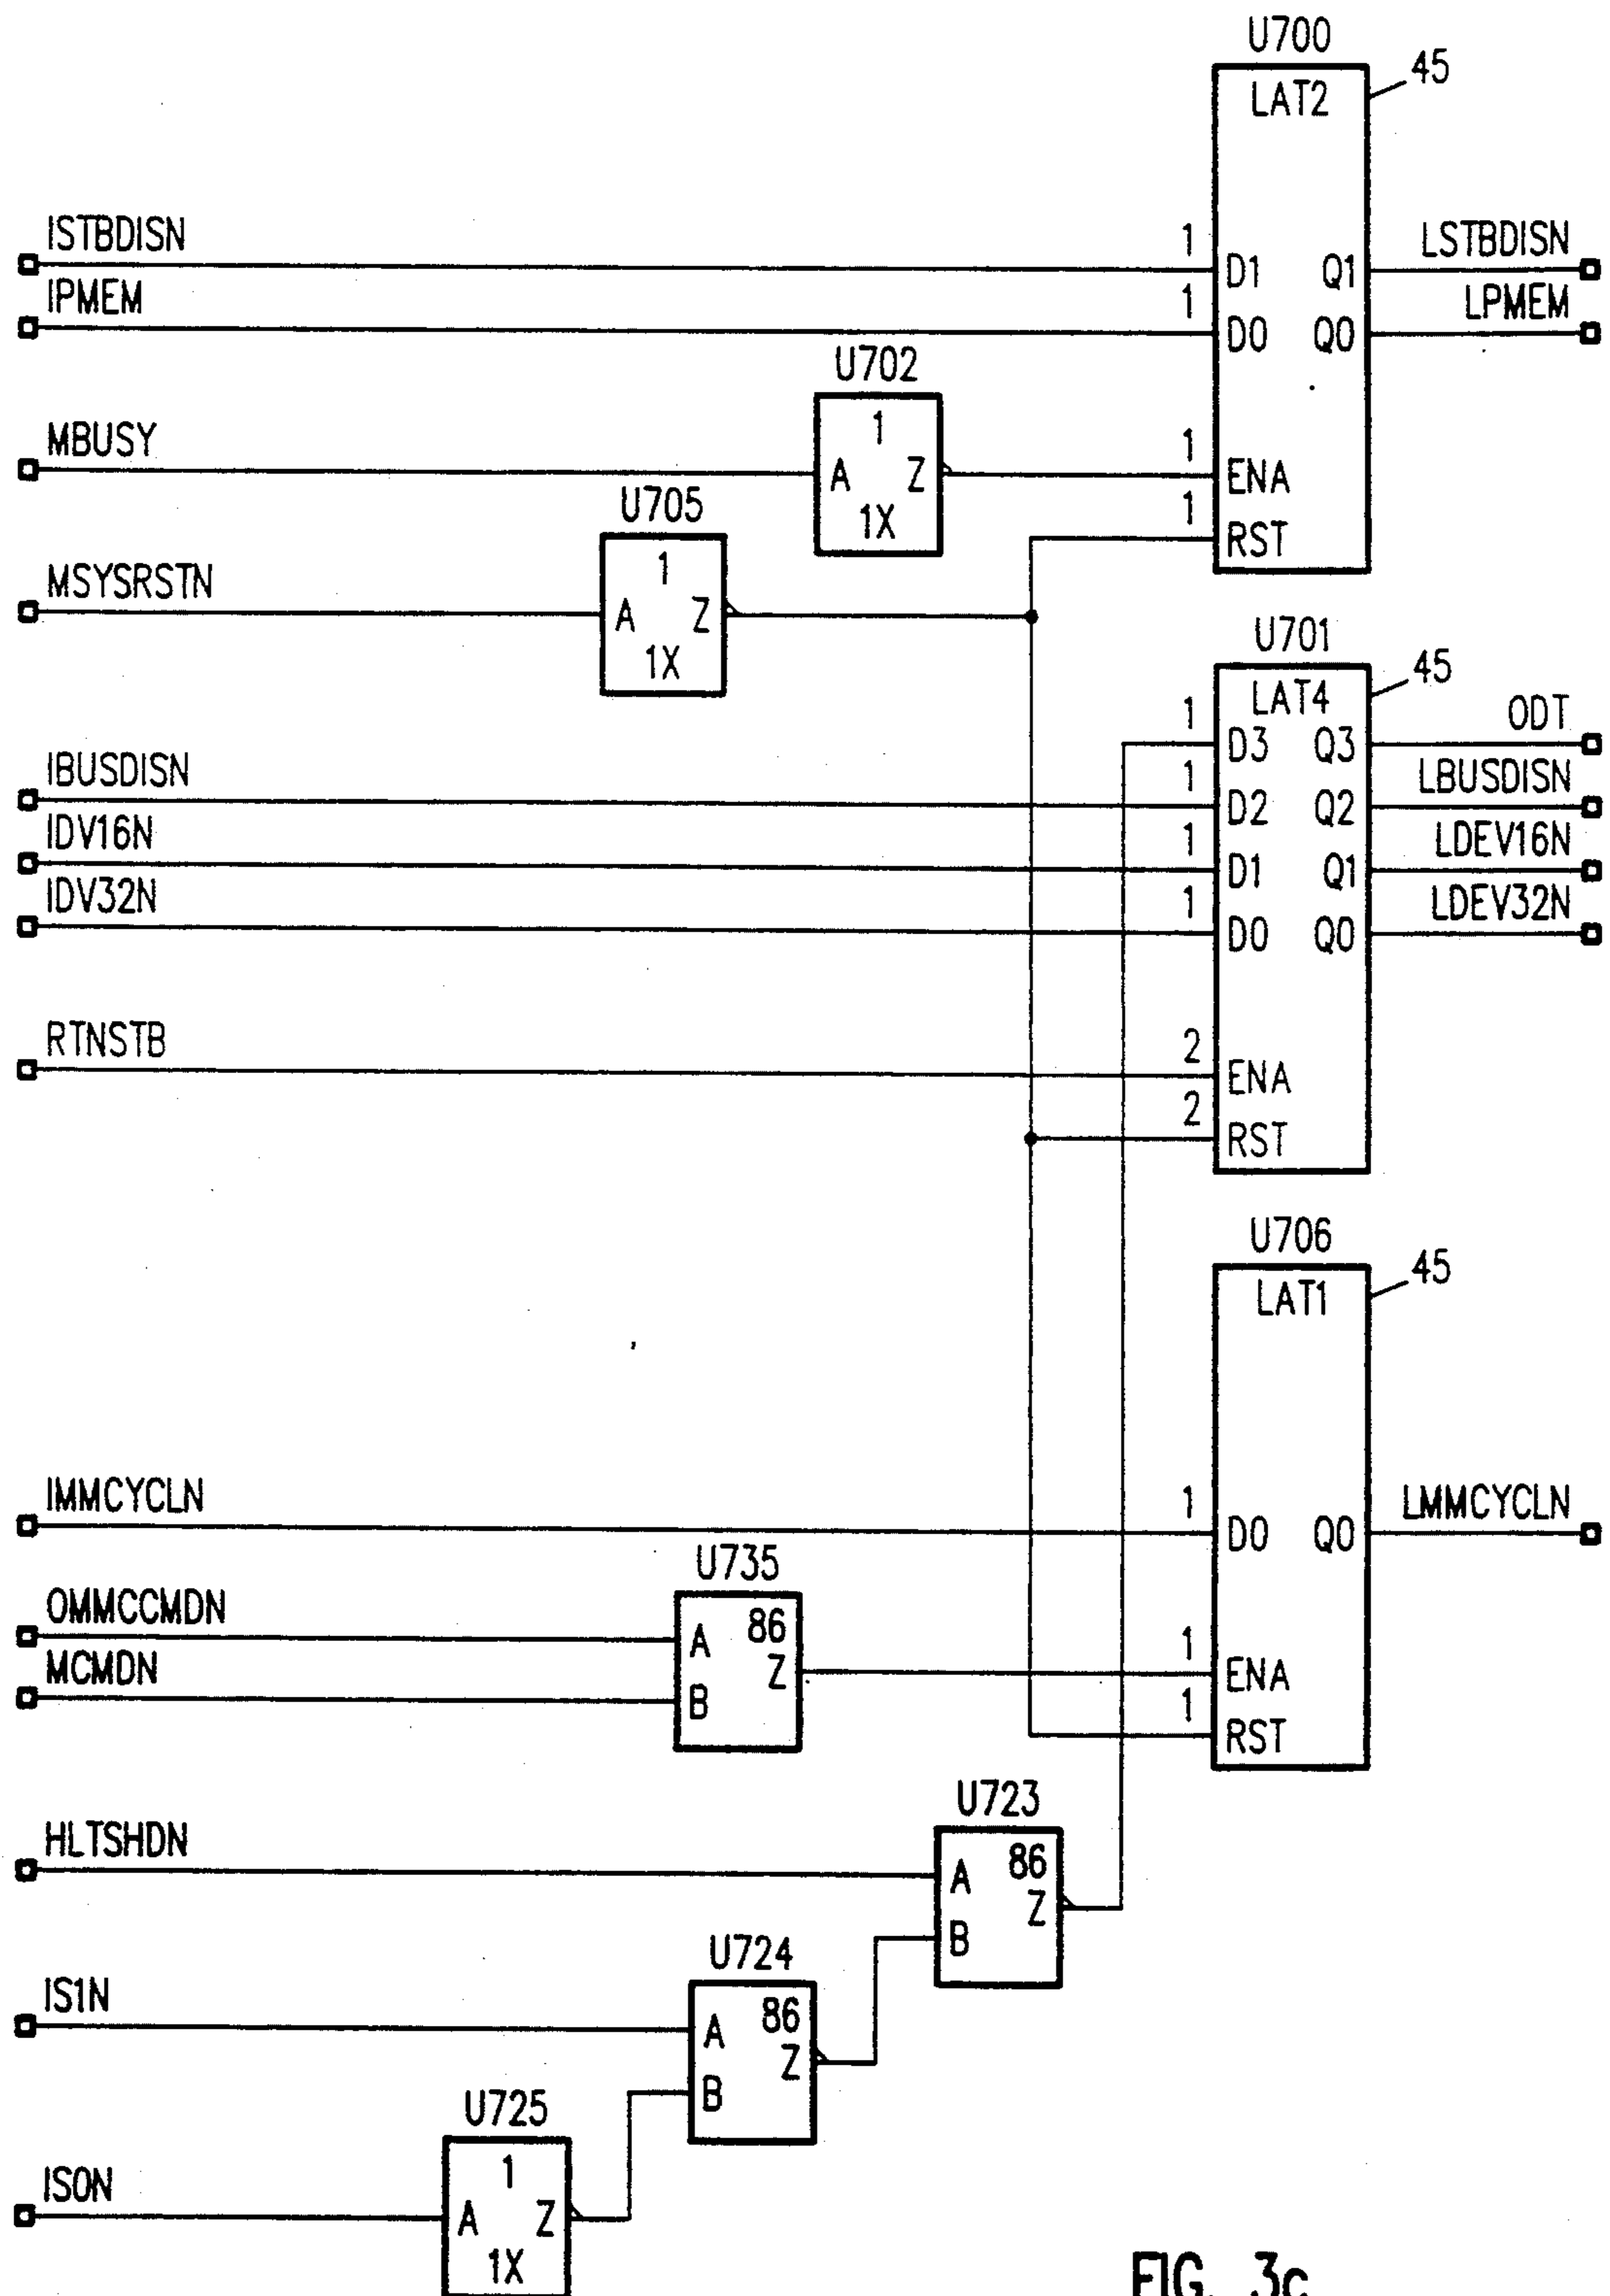 U700
45
LAT2
ISTBDISN
1
D1 Q1
LSTBDISN
IPMEM
1
D0 Q0
LPMEM
U702
MBUSY
1
A Z
1X
1
ENA
U705
1
RST
MSYSRSTN
1
A Z
1X
U701
45
LAT4
1
D3 Q3
ODT
IBUSDISN
1
D2 Q2
LBUSDISN
IDV16N
1
D1 Q1
LDEV16N
IDV32N
1
D0 Q0
LDEV32N
RTNSTB
2
ENA
2
RST
U706
45
LAT1
IMMCYCLN
1
D0 Q0
LMMCYCLN
U735
OMMCCMDN
A 86
Z
MCMDN
B
1
ENA
1
RST
U723
HLTSHDN
A 86
Z
B
U724
IS1N
A 86
Z
B
U725
IS0N
1
A Z
1X
FIG. 3c